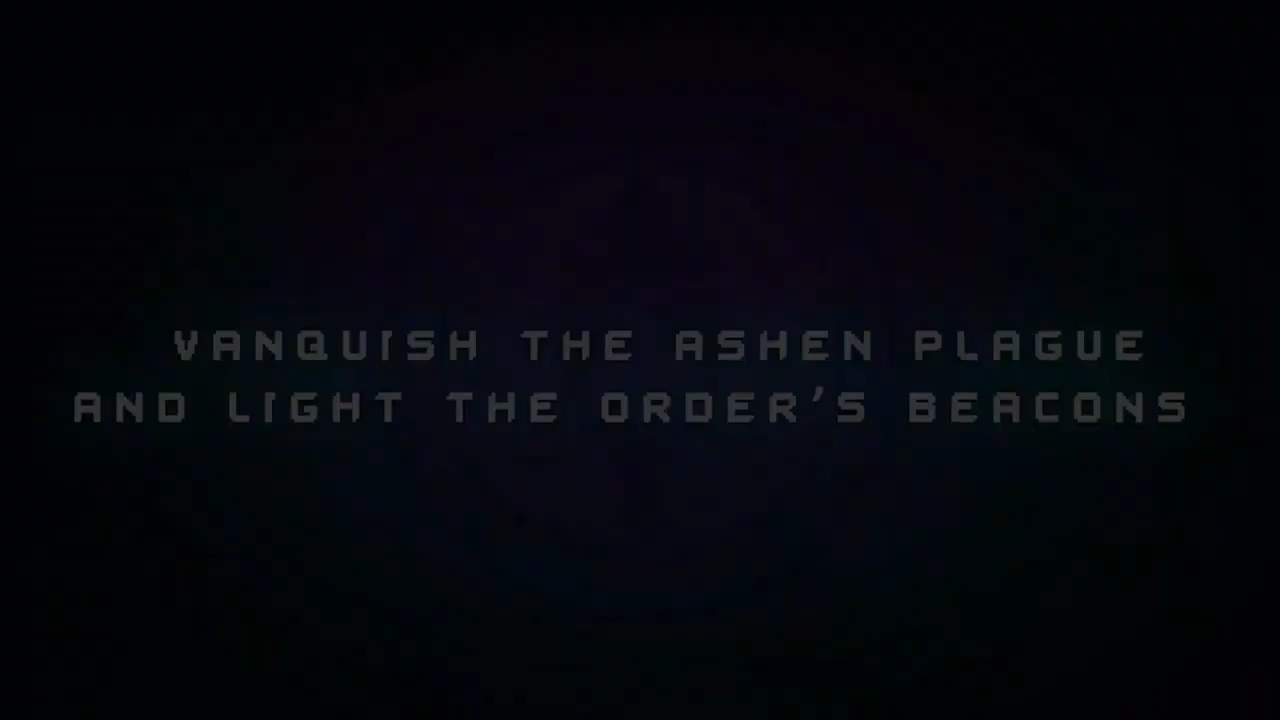 VANQUISH THE ASHEN PLAGUE
AND LIGHT THE ORDER'S BEACONS